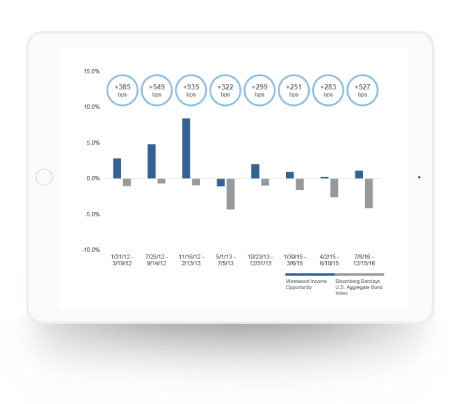 15.0%
+385 bps +549 bps +935 bps +322 bps +299 bps +251 bps +283 bps +527 bps
10.0%
5.0%
0.0%
-5.0%
-10.0%
1/31/12 - 7/25/12 - 11/16/12 - 5/1/13 - 10/23/13 - 1/30/15 - 4/2/15 - 7/8/16 -
3/19/12 9/14/12 2/13/13 7/5/13 12/31/13 3/6/15 6/10/15 12/15/16
Westwood Income Bloomberg Barclays
Opportunity U.S. Aggregate Bond
Index